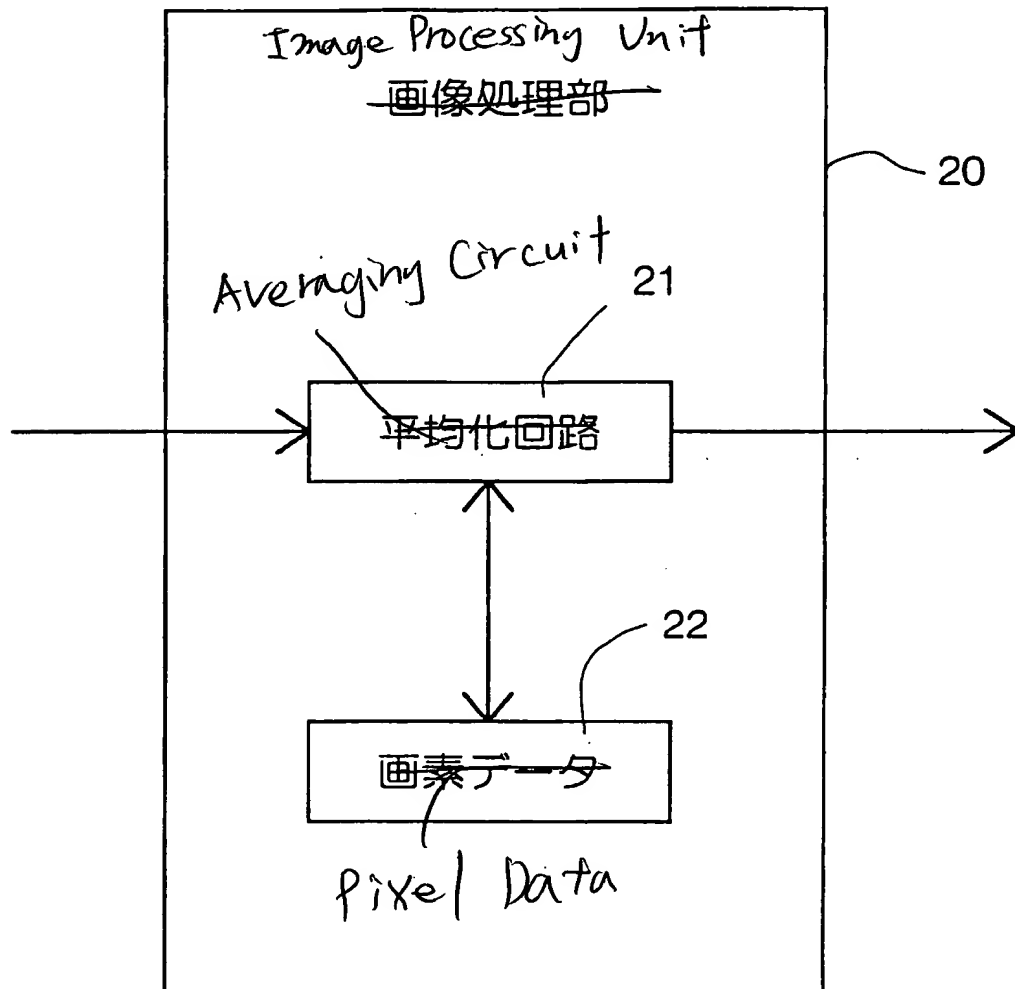 Image Processing Unit
画像処理部
20
Averaging Circuit
21
平均化回路
22
画素データ
Pixel Data